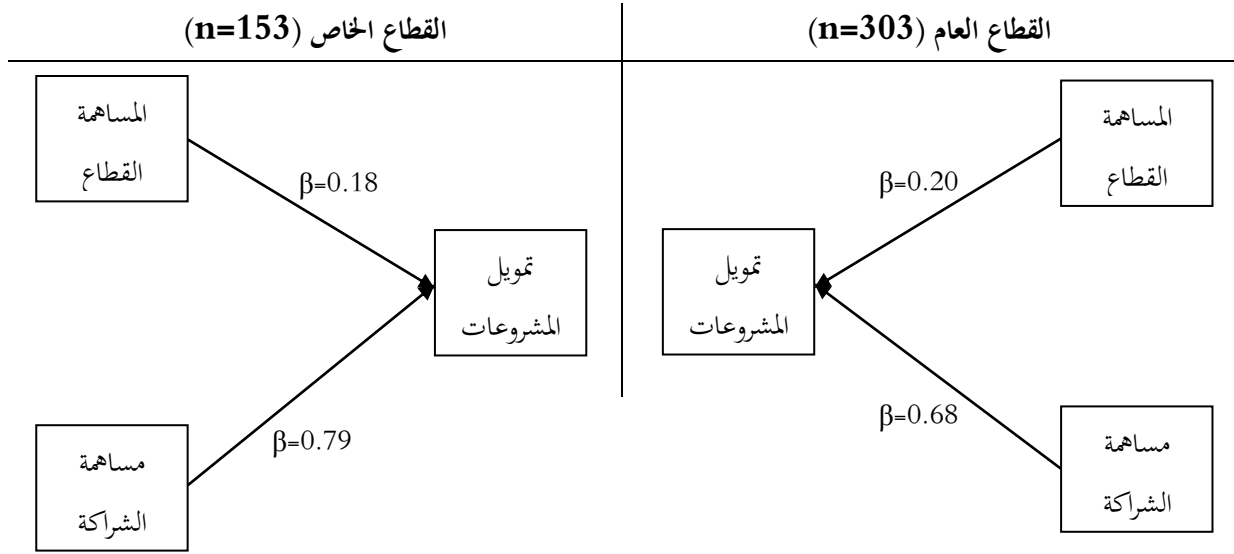 القطاع العام (n=303)
القطاع الخاص (n=153)
المساهمة
القطاع
β=0.20
تمويل
المشروعات
β=0.68
مساهمة
الشراكة
المساهمة
القطاع
β=0.18
تمويل
المشروعات
β=0.79
مساهمة
الشراكة